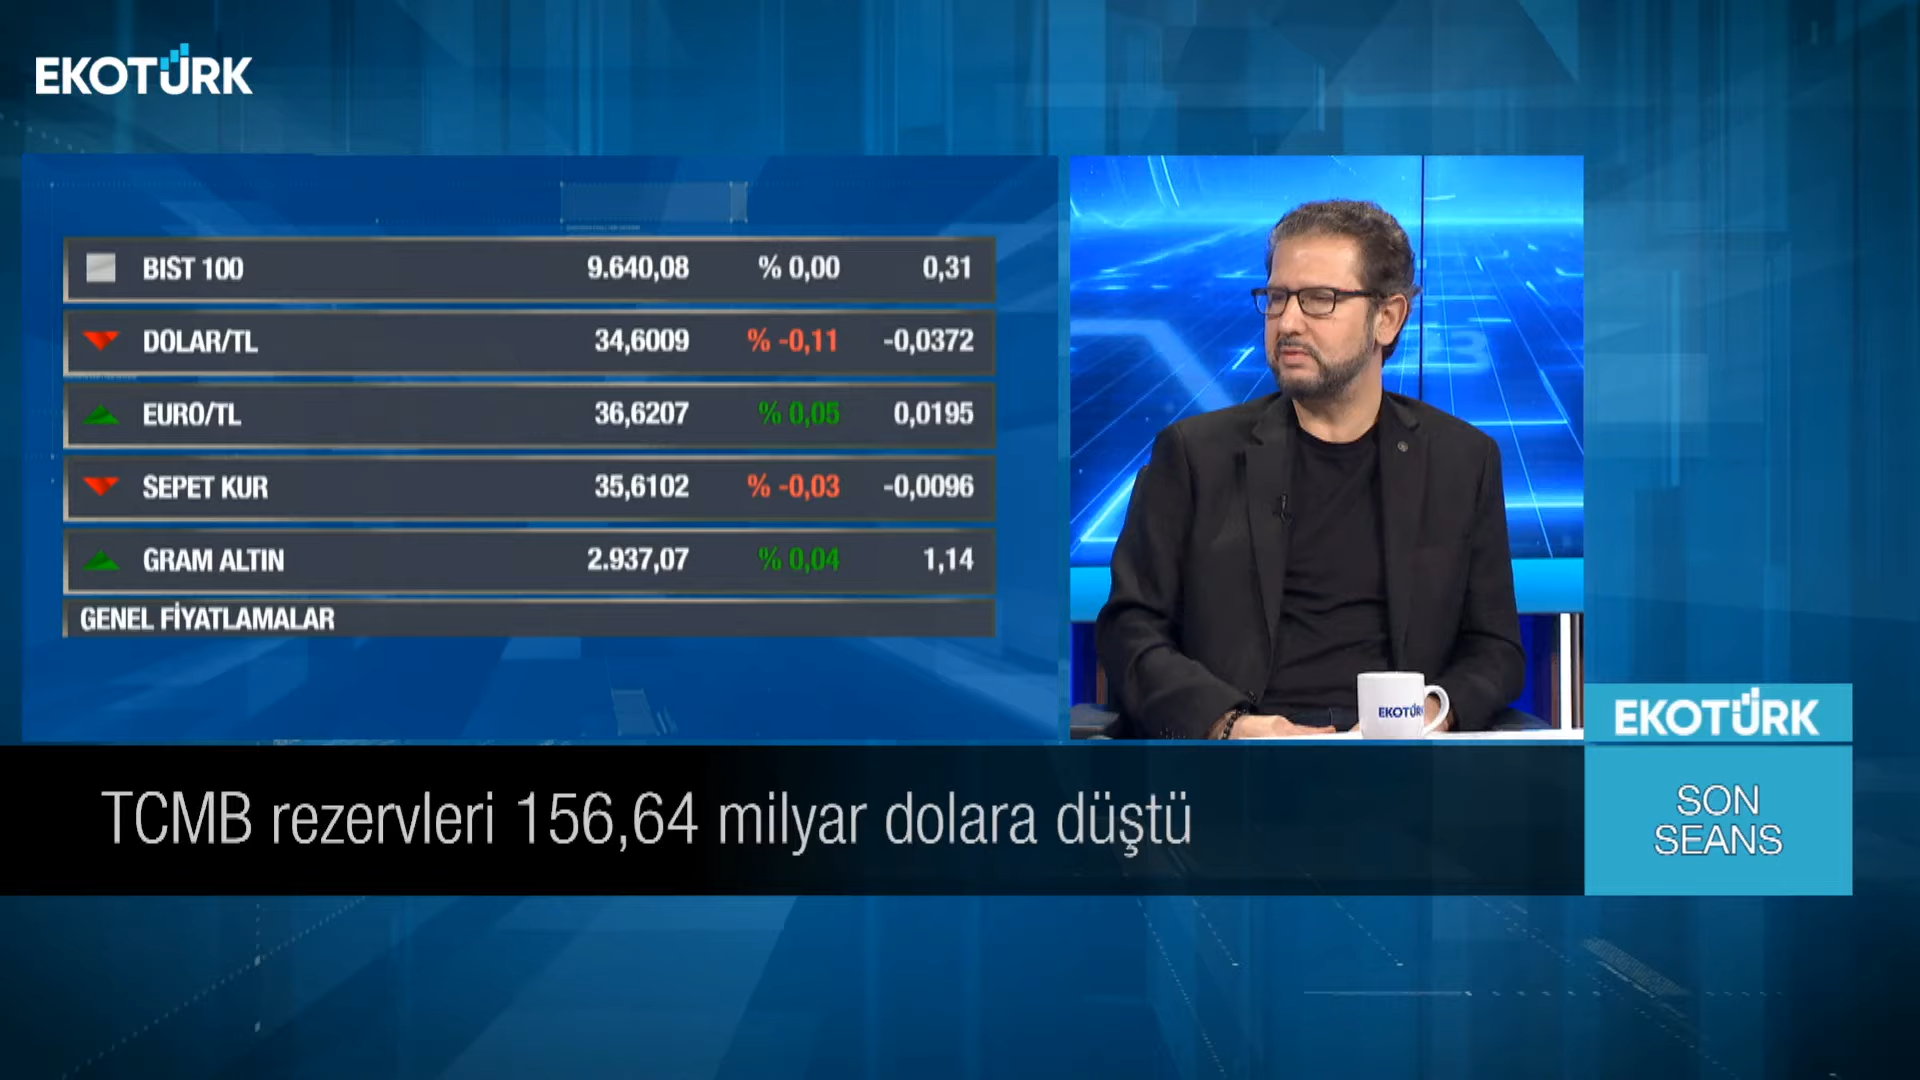 EKOTÜRK
BIST 100 9.640,08 % 0,00 0,31
DOLAR/TL 34,6009 % -0,11 -0,0372
EURO/TL 36,6207 % 0,05 0,0195
SEPET KUR 35,6102 % -0,03 -0,0096
GRAM ALTIN 2.937,07 % 0,04 1,14
GENEL FİYATLAMALAR
EKOTÜRK
EKOTÜRK
TCMB rezervleri 156,64 milyar dolara düştü
SON
SEANS